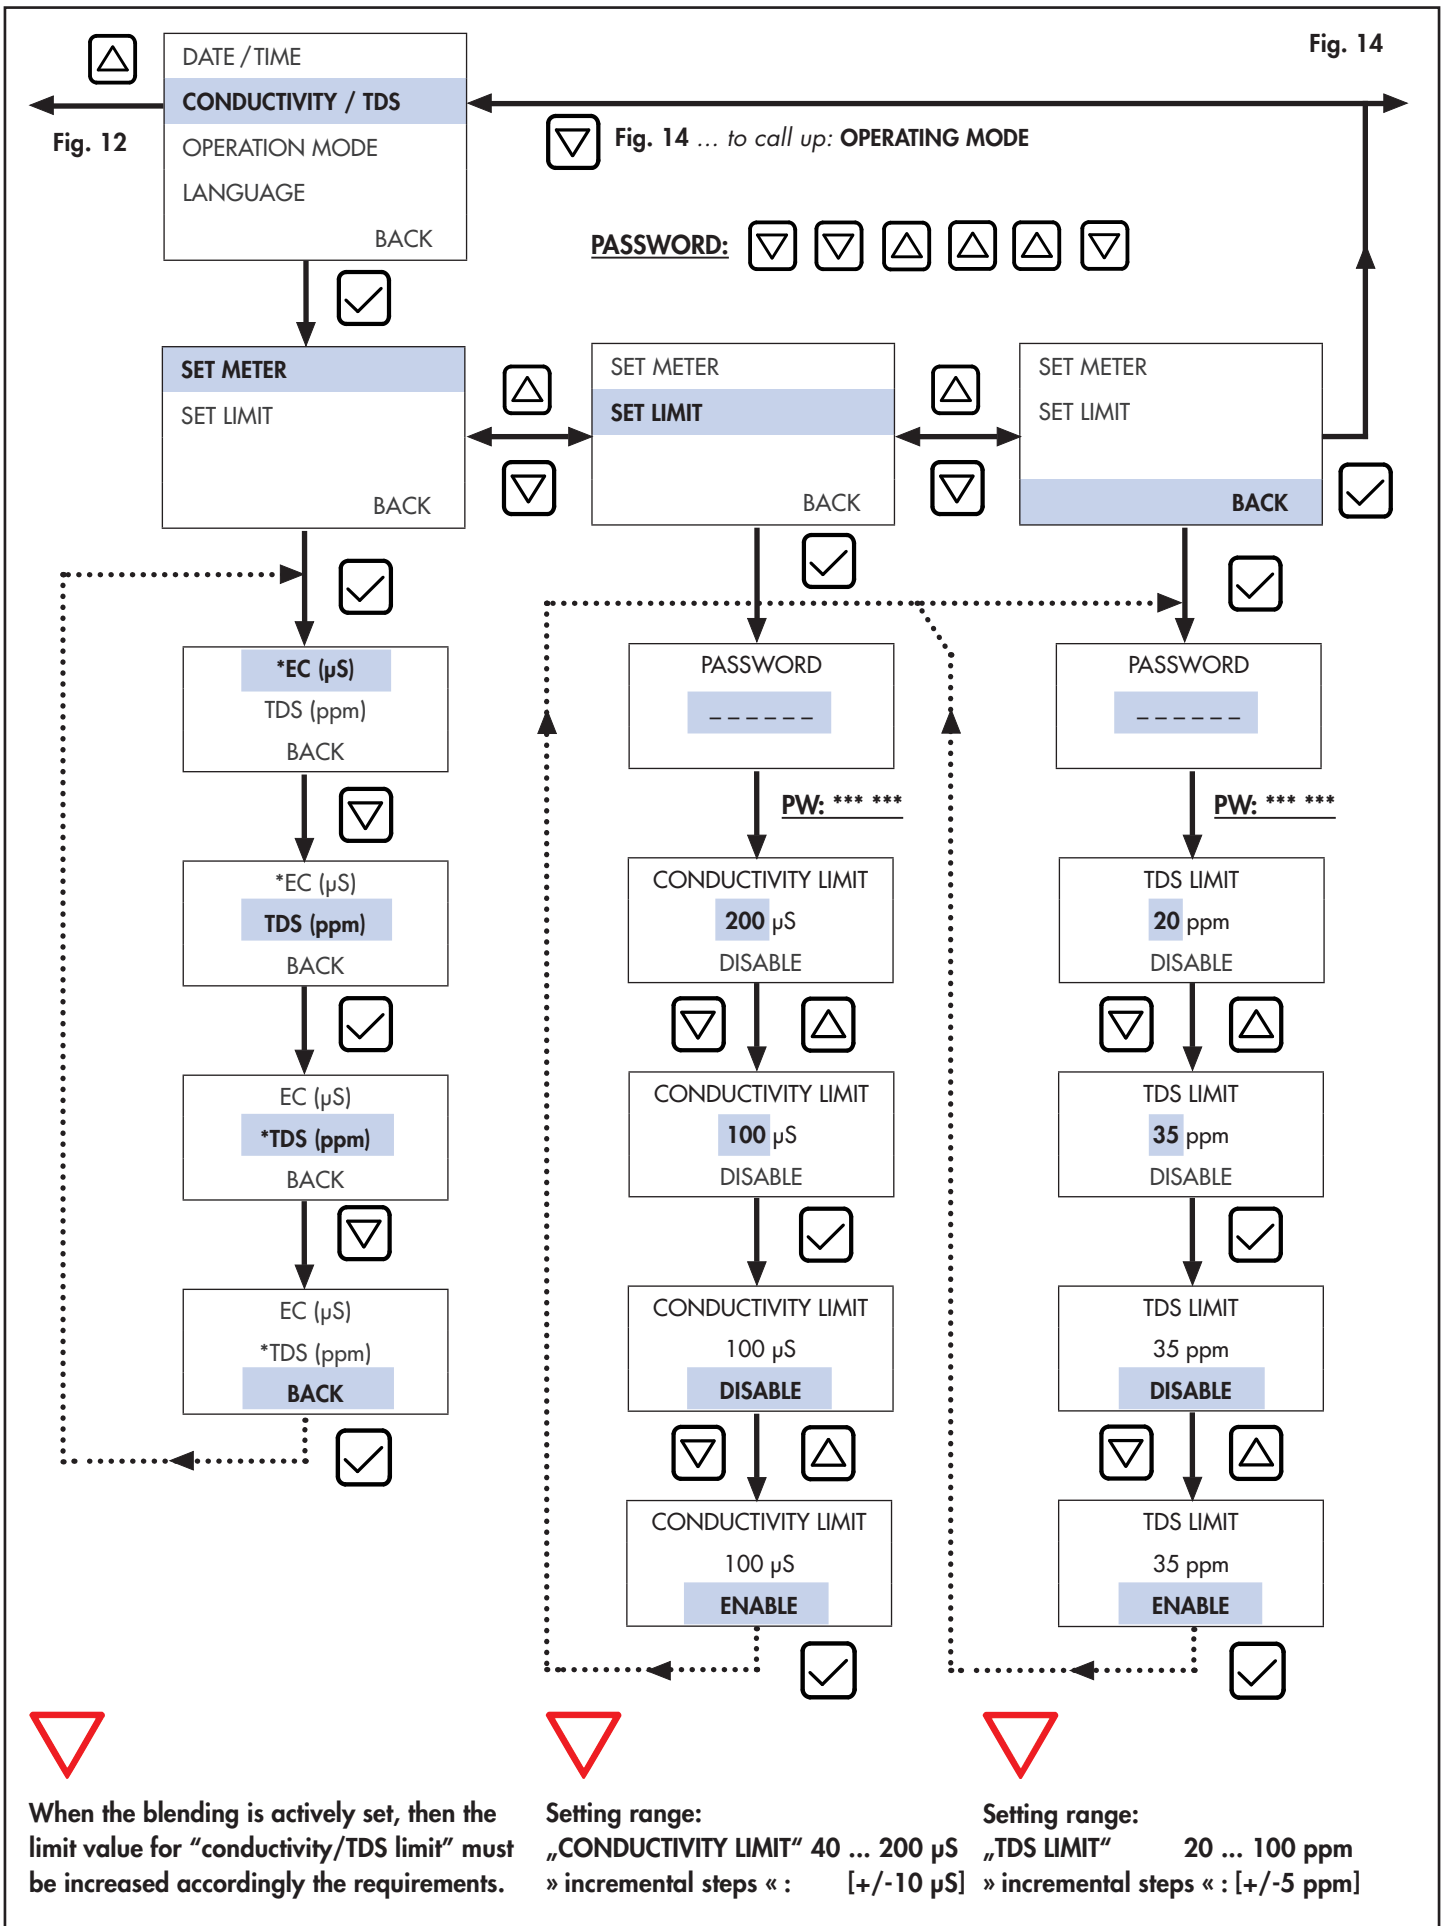 Fig. 14
DATE / TIME
CONDUCTIVITY / TDS
OPERATION MODE
LANGUAGE
BACK
Fig. 12
Fig. 14 ... to call up: OPERATING MODE
PASSWORD:
SET METER
SET LIMIT
BACK
SET METER
SET LIMIT
BACK
SET METER
SET LIMIT
BACK
*EC (µS)
TDS (ppm)
BACK
*EC (µS)
TDS (ppm)
BACK
EC (µS)
*TDS (ppm)
BACK
EC (µS)
*TDS (ppm)
BACK
PASSWORD
_ _ _ _ _ _
PW: *** ***
CONDUCTIVITY LIMIT
200 µS
DISABLE
CONDUCTIVITY LIMIT
100 µS
DISABLE
CONDUCTIVITY LIMIT
100 µS
DISABLE
CONDUCTIVITY LIMIT
100 µS
ENABLE
PASSWORD
_ _ _ _ _ _
PW: *** ***
TDS LIMIT
20 ppm
DISABLE
TDS LIMIT
35 ppm
DISABLE
TDS LIMIT
35 ppm
DISABLE
TDS LIMIT
35 ppm
ENABLE
When the blending is actively set, then the
limit value for “conductivity/TDS limit” must
be increased accordingly the requirements.
Setting range:
„CONDUCTIVITY LIMIT“ 40 ... 200 µS
» incremental steps « : [+/-10 µS]
Setting range:
„TDS LIMIT“ 20 ... 100 ppm
» incremental steps « : [+/-5 ppm]